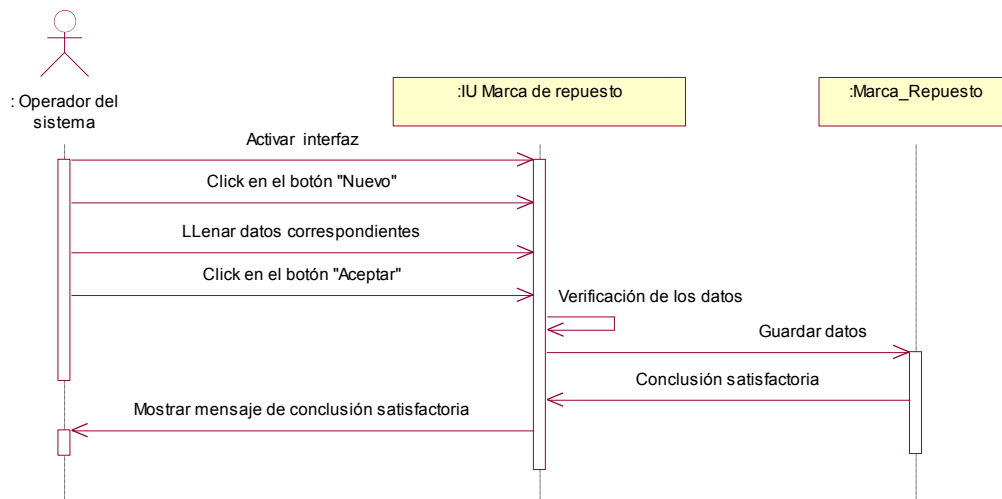 : Operador del
sistema
:IU Marca de repuesto
:Marca_Repuesto
Activar interfaz
Click en el botón "Nuevo"
LLenar datos correspondientes
Click en el botón "Aceptar"
Verificación de los datos
Guardar datos
Conclusión satisfactoria
Mostrar mensaje de conclusión satisfactoria